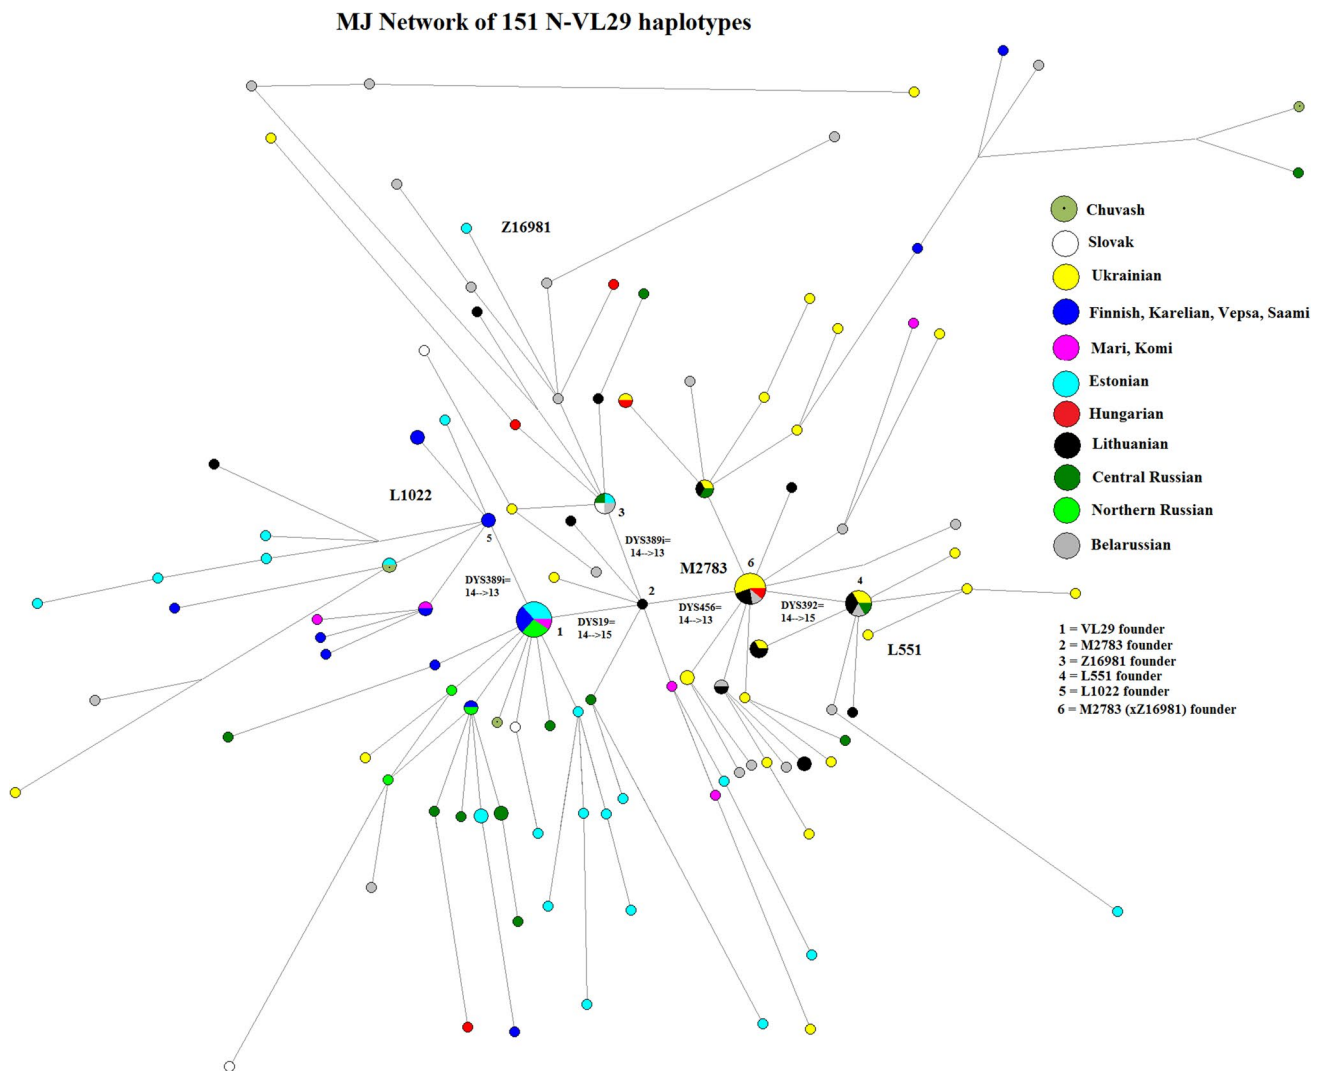 MJ Network of 151 N-VL29 haplotypes
Z16981
Chuvash
Slovak
Ukrainian
Finnish, Karelian, Vepsa, Saami
Mari, Komi
Estonian
Hungarian
Lithuanian
Central Russian
Northern Russian
Belarussian
L1022
5
3
DYS389i=
14-->13
M2783
6
DYS389i=
14-->13
2
4
DYS456=
14-->13
DYS392=
14-->15
1
DYS19=
14-->15
L551
1 = VL29 founder
2 = M2783 founder
3 = Z16981 founder
4 = L551 founder
5 = L1022 founder
6 = M2783 (xZ16981) founder